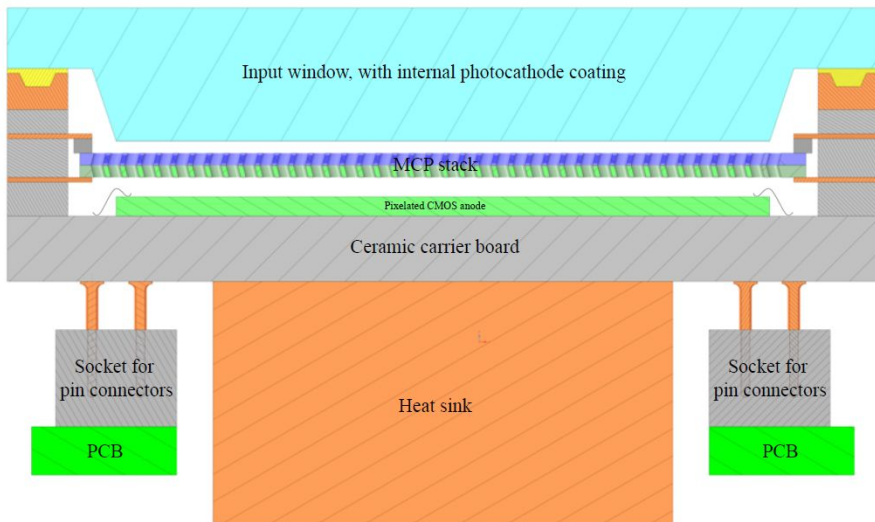 Input window, with internal photocathode coating
MCP stack
Pixelated CMOS anode
Ceramic carrier board
Socket for
pin connectors
Socket for
pin connectors
Heat sink
PCB
PCB